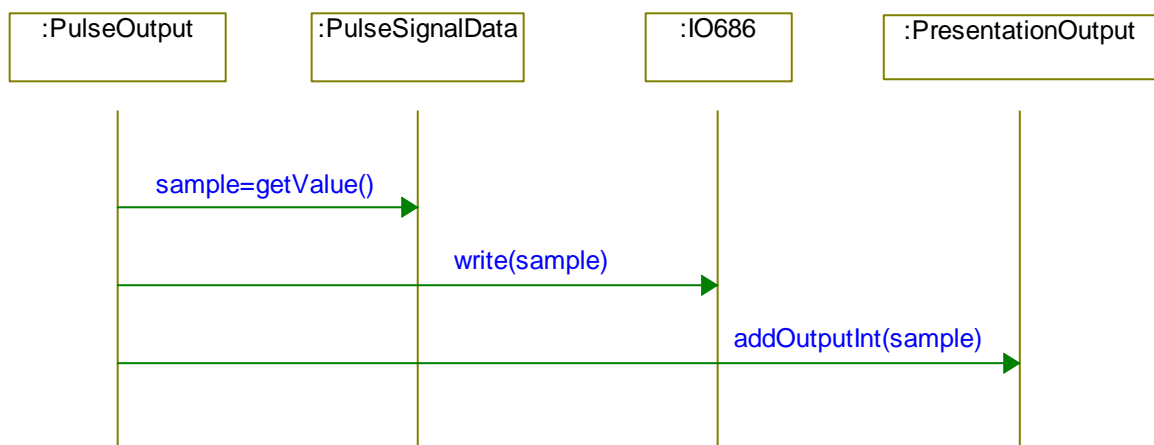 :PulseOutput
:PulseSignalData
:IO686
:PresentationOutput
sample=getValue()
write(sample)
addOutputInt(sample)